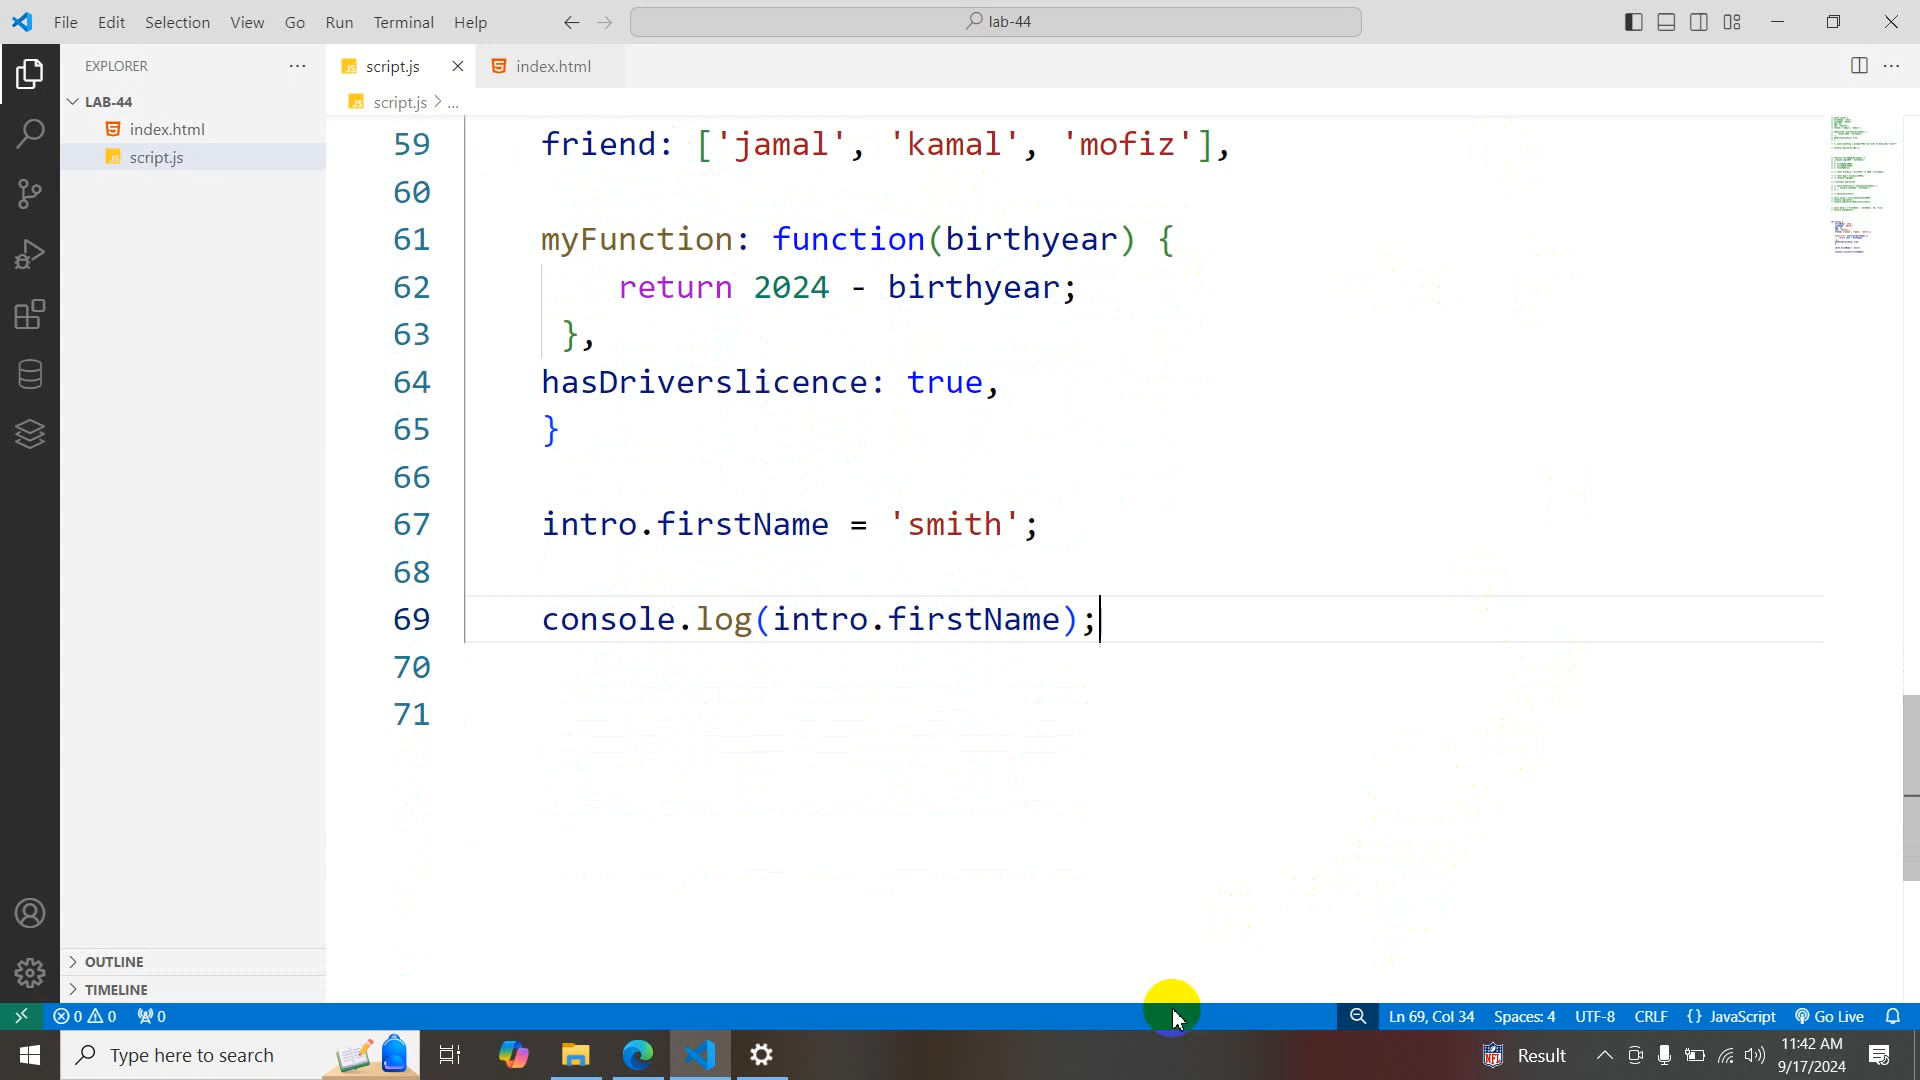 File Edit Selection View Go Run Terminal Help
lab-44
EXPLORER
script.js
index.html
LAB-44
script.js > ...
index.html
script.js
59 friend: ['jamal', 'kamal', 'mofiz'],
60
61 myFunction: function(birthyear) {
62 return 2024 - birthyear;
63 },
64 hasDriverslicence: true,
65 }
66
67 intro.firstName = 'smith';
68
69 console.log(intro.firstName);
70
71
OUTLINE
TIMELINE
0 0 0
Ln 69, Col 34 Spaces: 4 UTF-8 CRLF {} JavaScript Go Live
Type here to search
Result
11:42 AM
9/17/2024